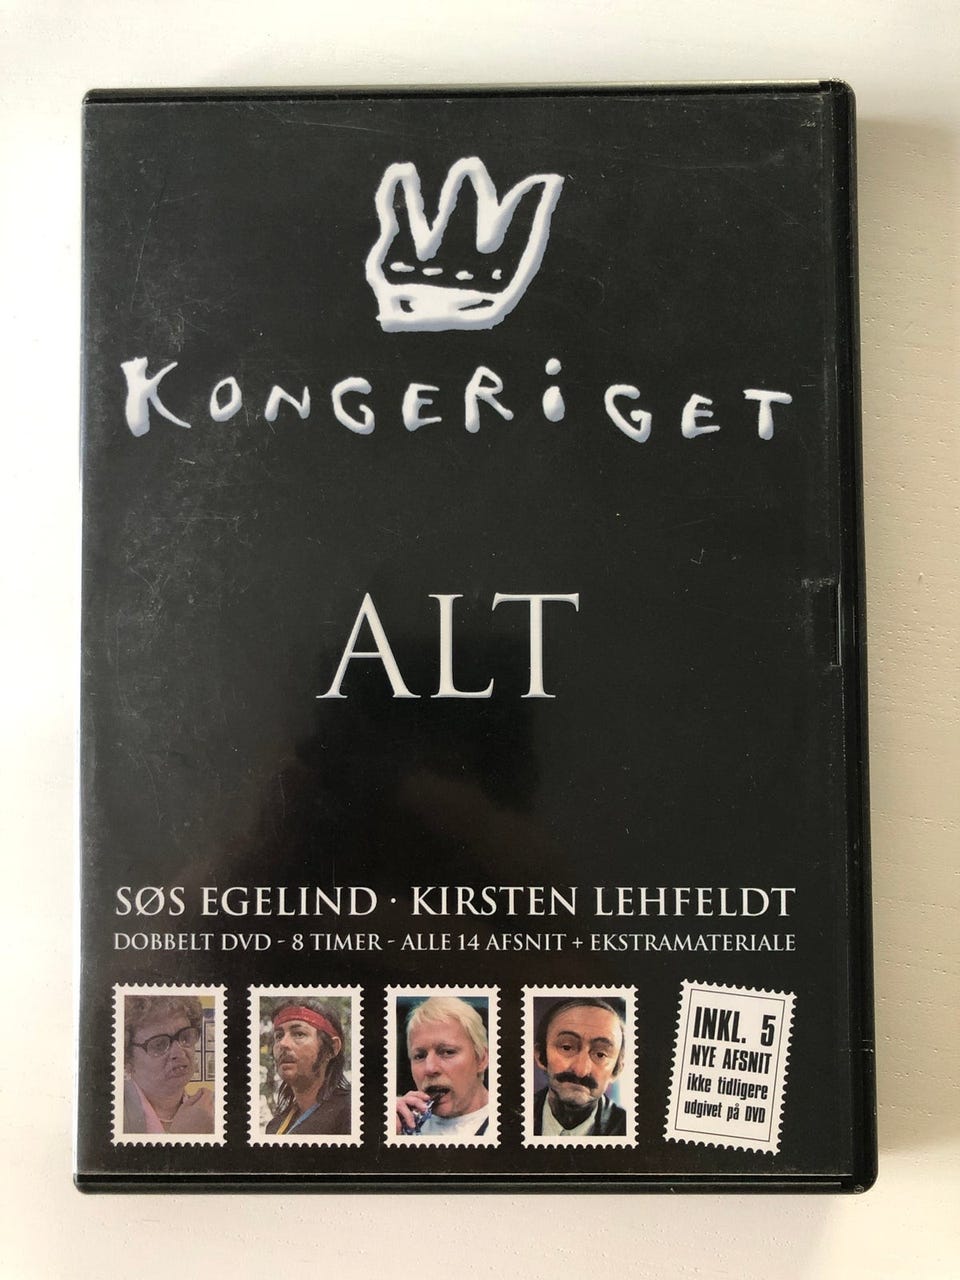 KONGERiGET
ALT
SØS EGELIND · KIRSTEN LEHFELDT
DOBBELT DVD - 8 TIMER - ALLE 14 AFSNIT + EKSTRAMATERIALE
INKL. 5
NYE AFSNIT
ikke tidligere
udgivet på DVD